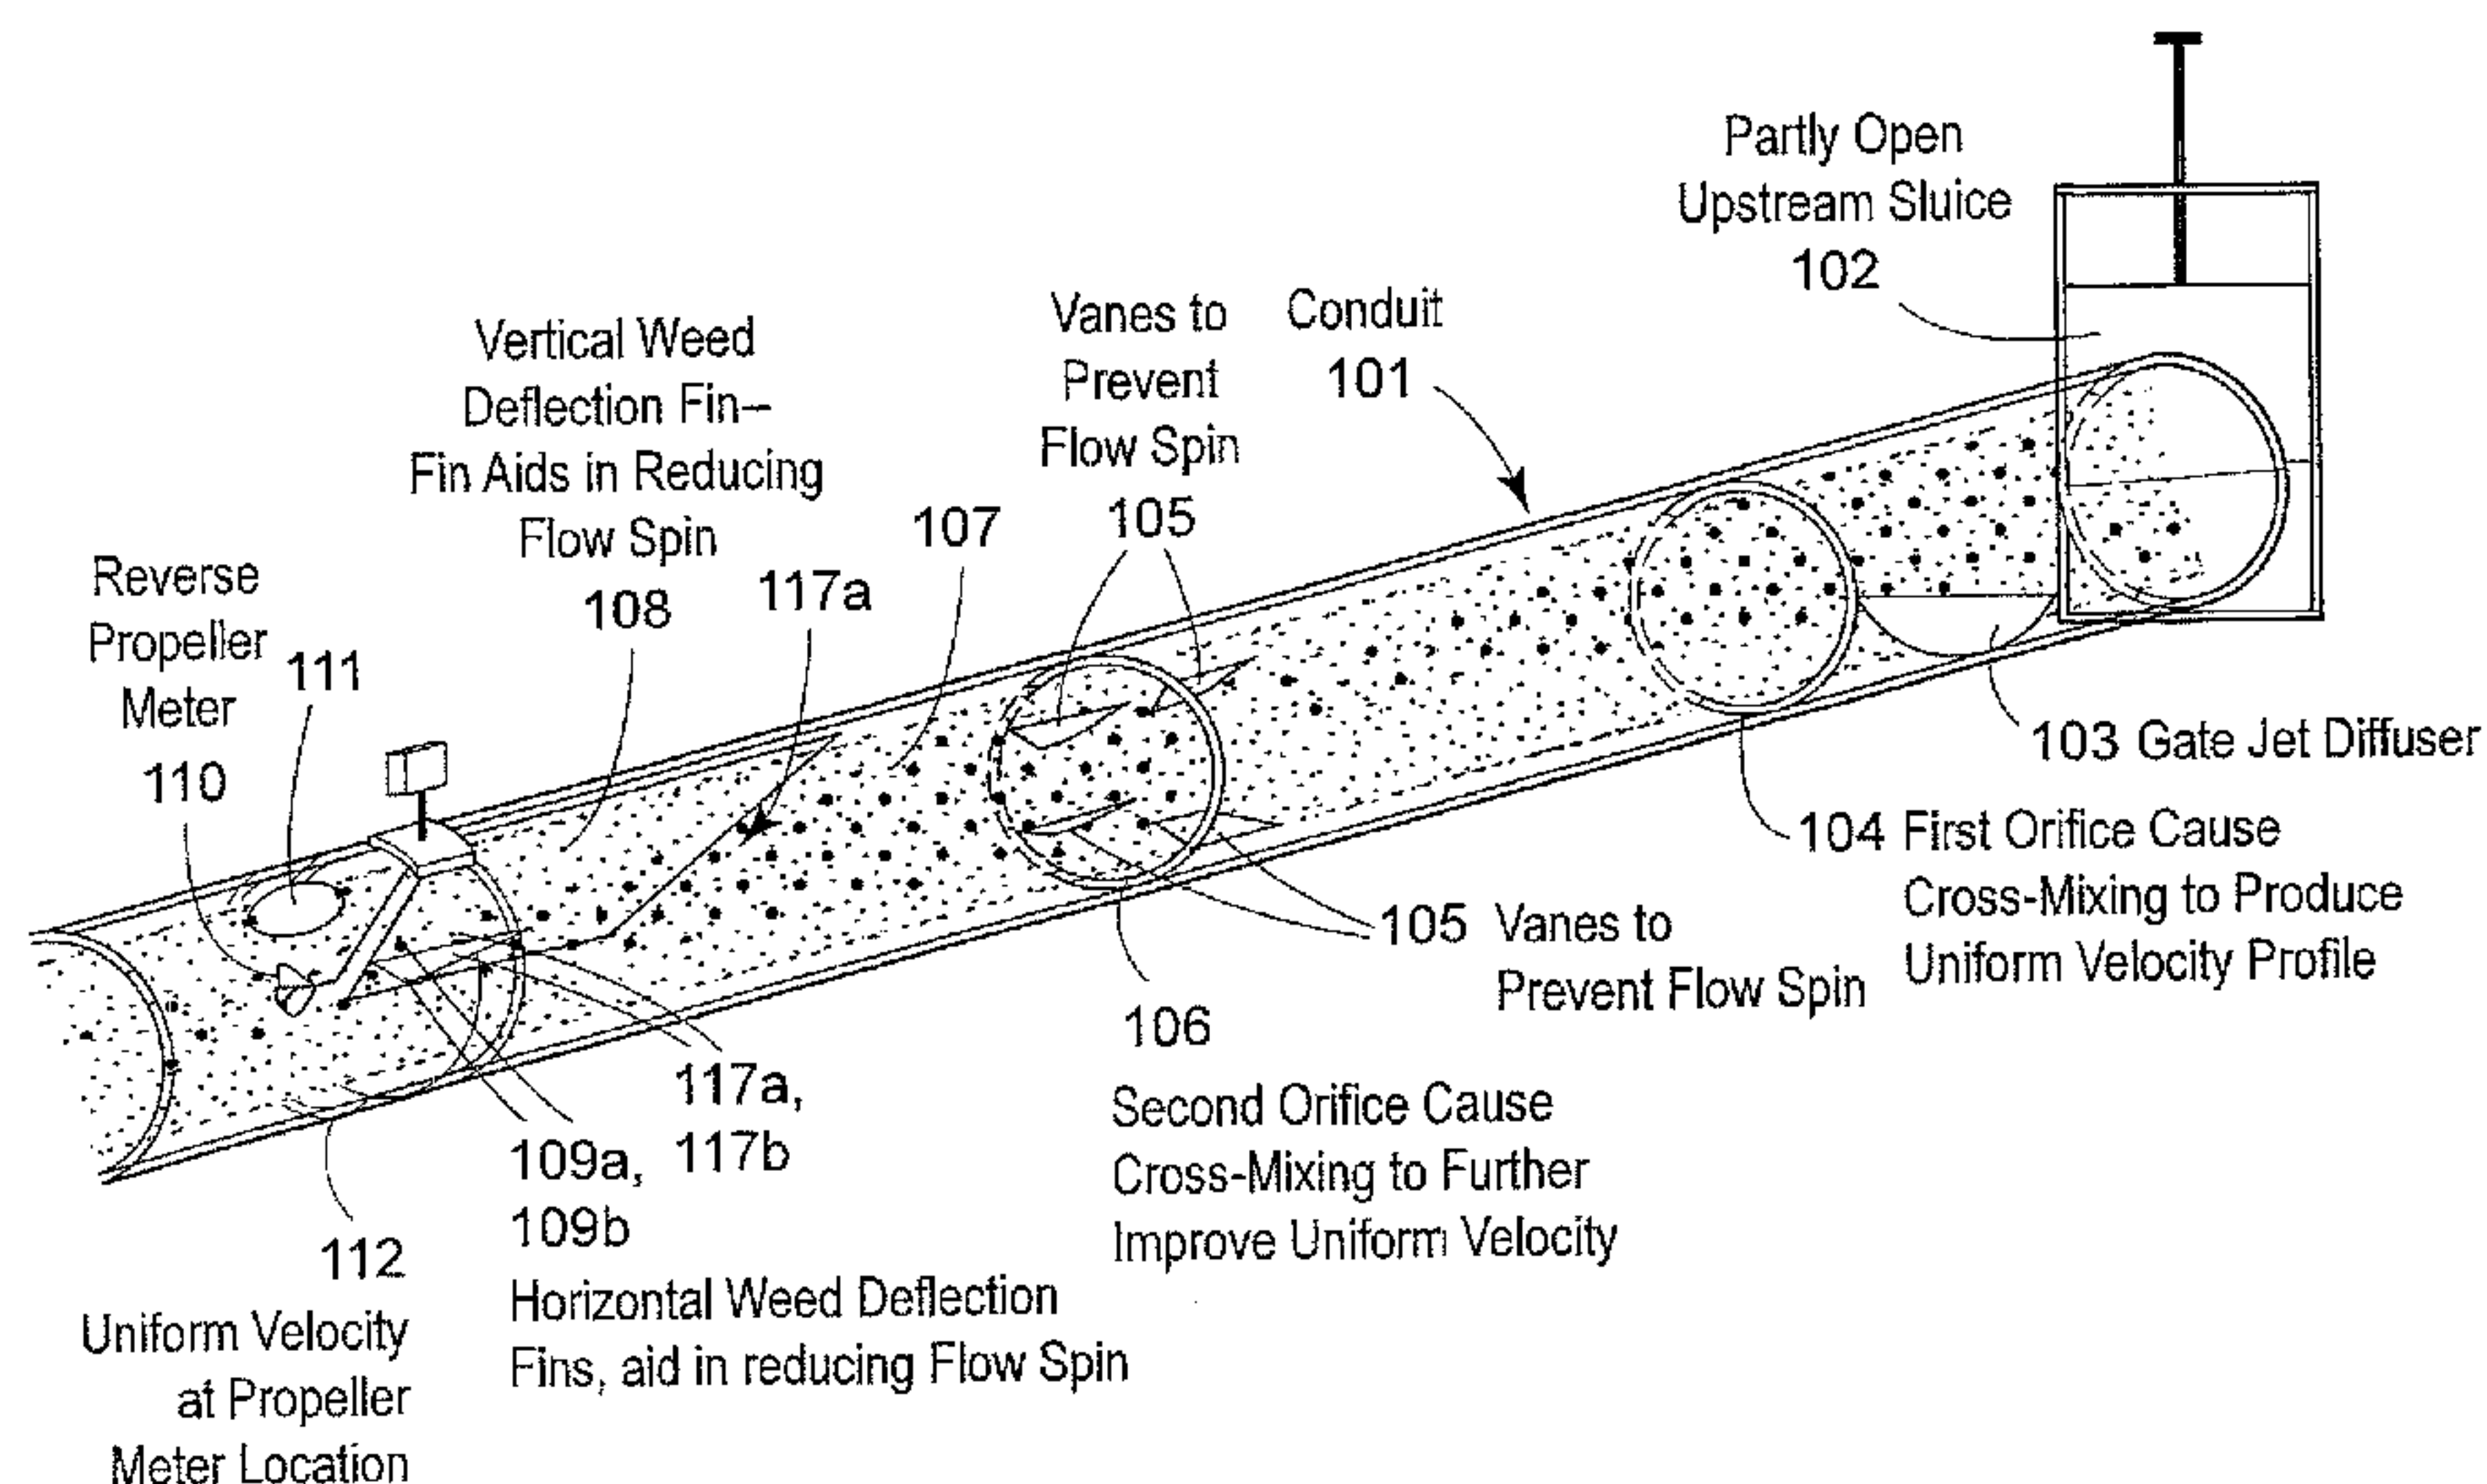 Partly Open
Upstream Sluice
102
Vanes to
Prevent
Flow Spin
105
Conduit
101
Vertical Weed
Deflection Fin–
Fin Aids in Reducing
Flow Spin
108
107
117a
Reverse
Propeller
Meter
110
111
103 Gate Jet Diffuser
104 First Orifice Cause
Cross-Mixing to Produce
Uniform Velocity Profile
105 Vanes to
Prevent Flow Spin
106
Second Orifice Cause
Cross-Mixing to Further
Improve Uniform Velocity
117a,
117b
109a,
109b
Horizontal Weed Deflection
Fins, aid in reducing Flow Spin
112
Uniform Velocity
at Propeller
Meter Location